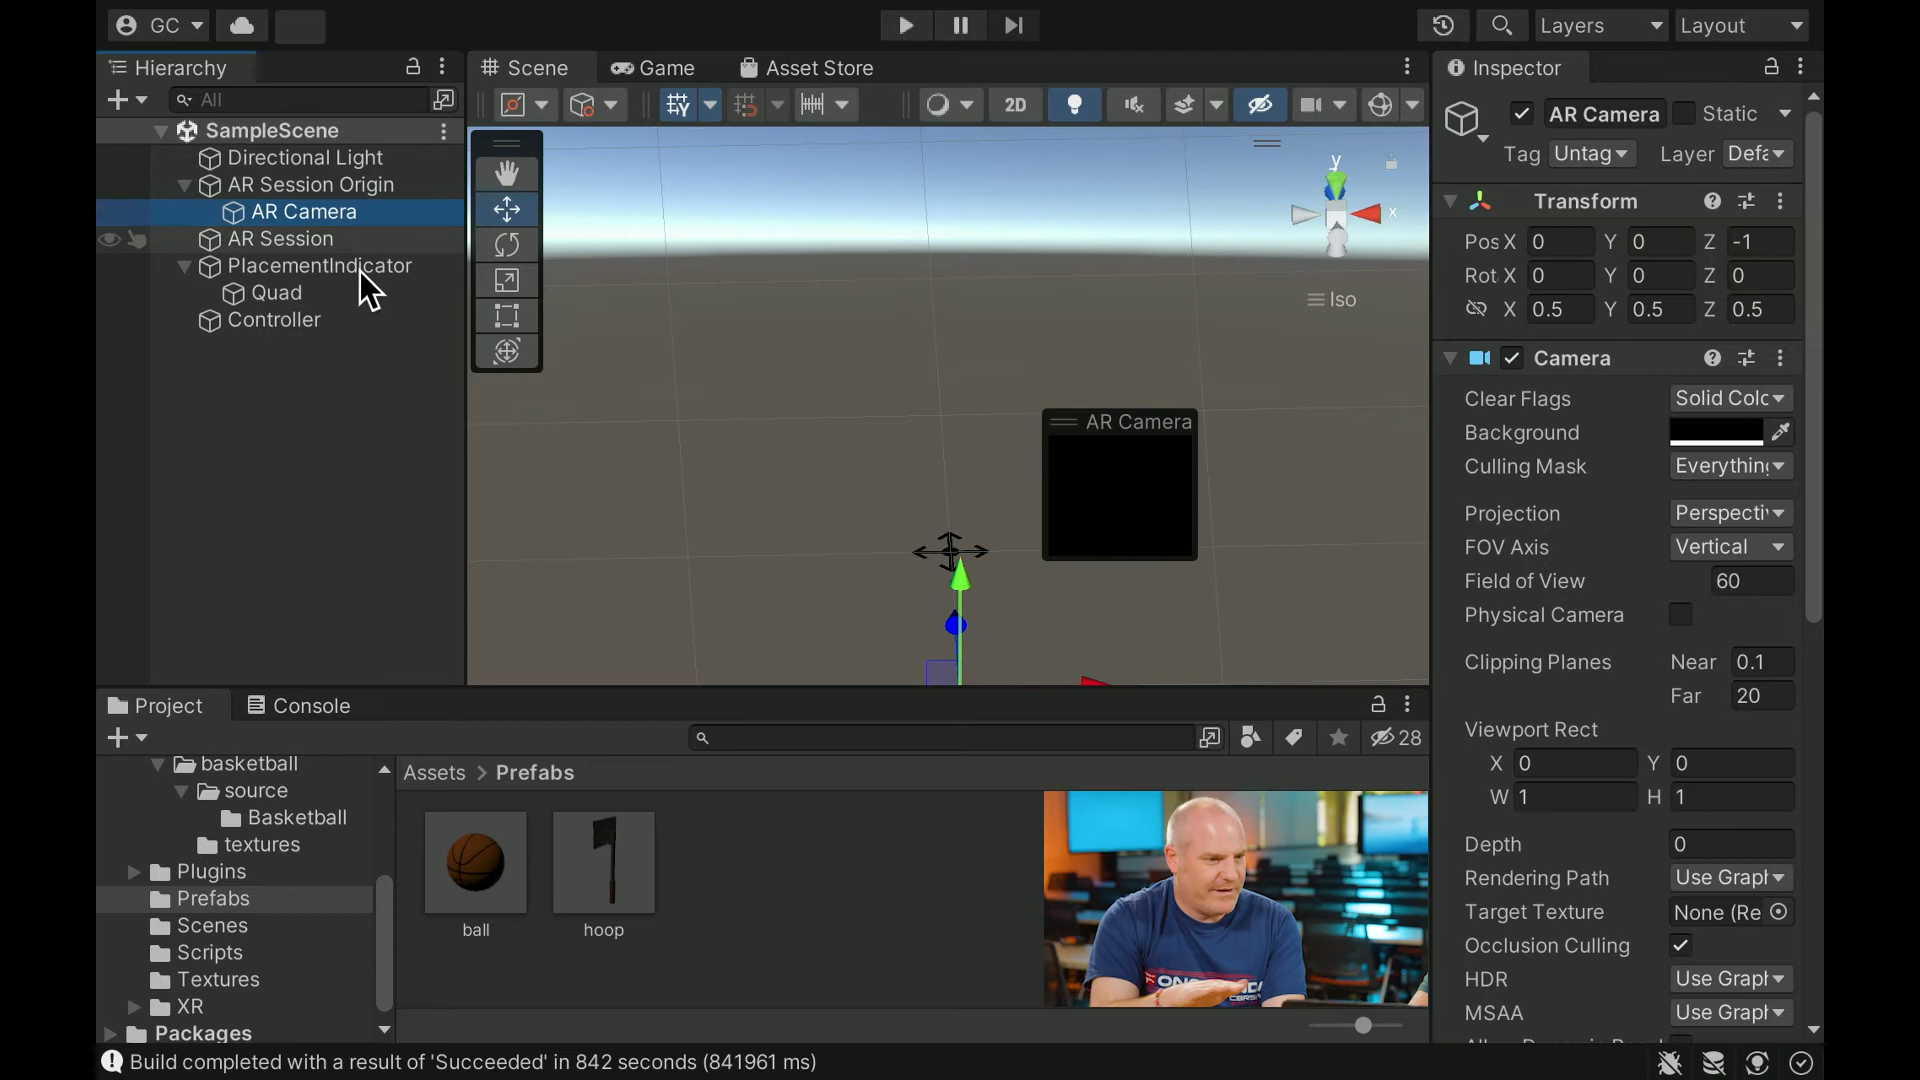 GC
Layers
Layout
Hierarchy
Scene
Game
Asset Store
Inspector
All
2D
AR Camera
Static
SampleScene
Tag Untag
Layer Defa
Directional Light
AR Session Origin
AR Camera
AR Session
PlacementIndicator
Quad
Controller
y
x
Iso
AR Camera
Transform
Pos X 0 Y 0 Z -1
Rot X 0 Y 0 Z 0
X 0.5 Y 0.5 Z 0.5
Camera
Clear Flags Solid Colo
Background
Culling Mask Everything
Projection Perspecti
FOV Axis Vertical
Field of View 60
Physical Camera
Clipping Planes Near 0.1
Far 20
Viewport Rect
X 0 Y 0
W 1 H 1
Depth 0
Rendering Path Use Graph
Target Texture None (Re
Occlusion Culling
HDR Use Graph
MSAA Use Graph
Project
Console
28
basketball
source
Basketball
textures
Plugins
Prefabs
Scenes
Scripts
Textures
XR
Packages
Assets > Prefabs
ball
hoop
Build completed with a result of 'Succeeded' in 842 seconds (841961 ms)